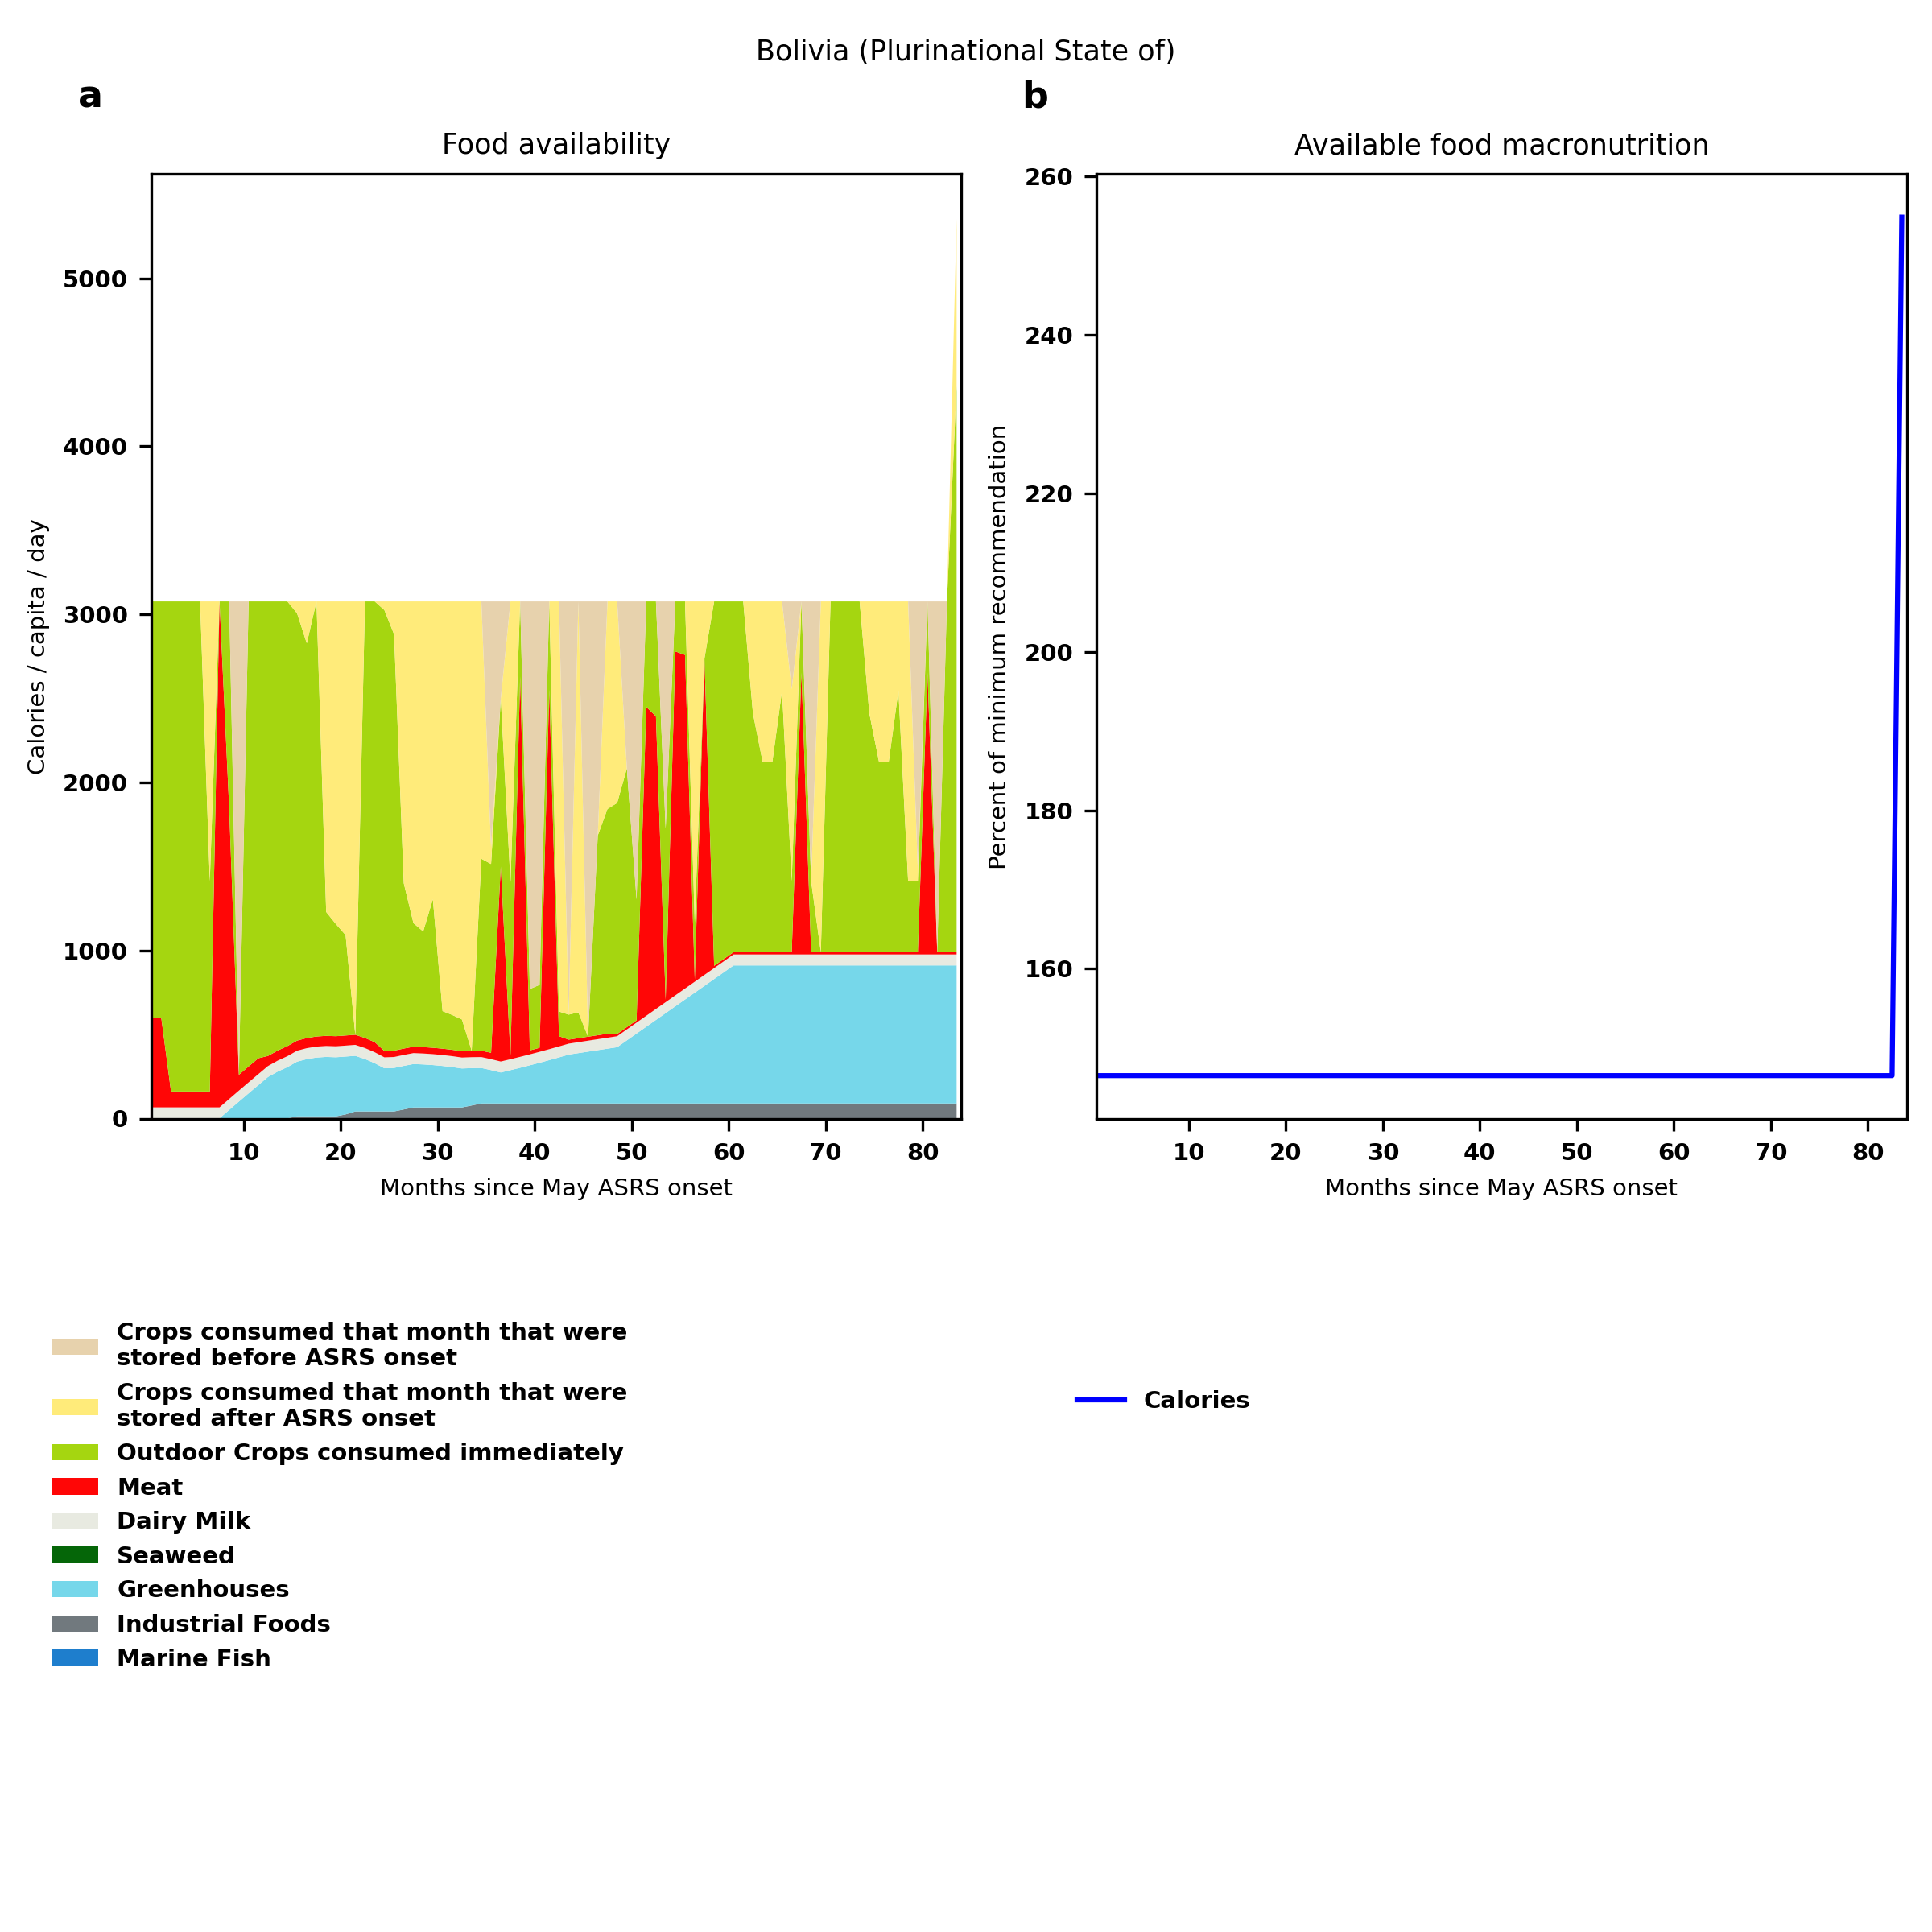 Bolivia (Plurinational State of)
a
Food availability
Calories / capita / day
5000
4000
3000
2000
1000
0
10 20 30 40 50 60 70 80
Months since May ASRS onset
b
Available food macronutrition
Percent of minimum recommendation
260
240
220
200
180
160
10 20 30 40 50 60 70 80
Months since May ASRS onset
Crops consumed that month that were
stored before ASRS onset
Crops consumed that month that were
stored after ASRS onset
Outdoor Crops consumed immediately
Meat
Dairy Milk
Seaweed
Greenhouses
Industrial Foods
Marine Fish
Calories